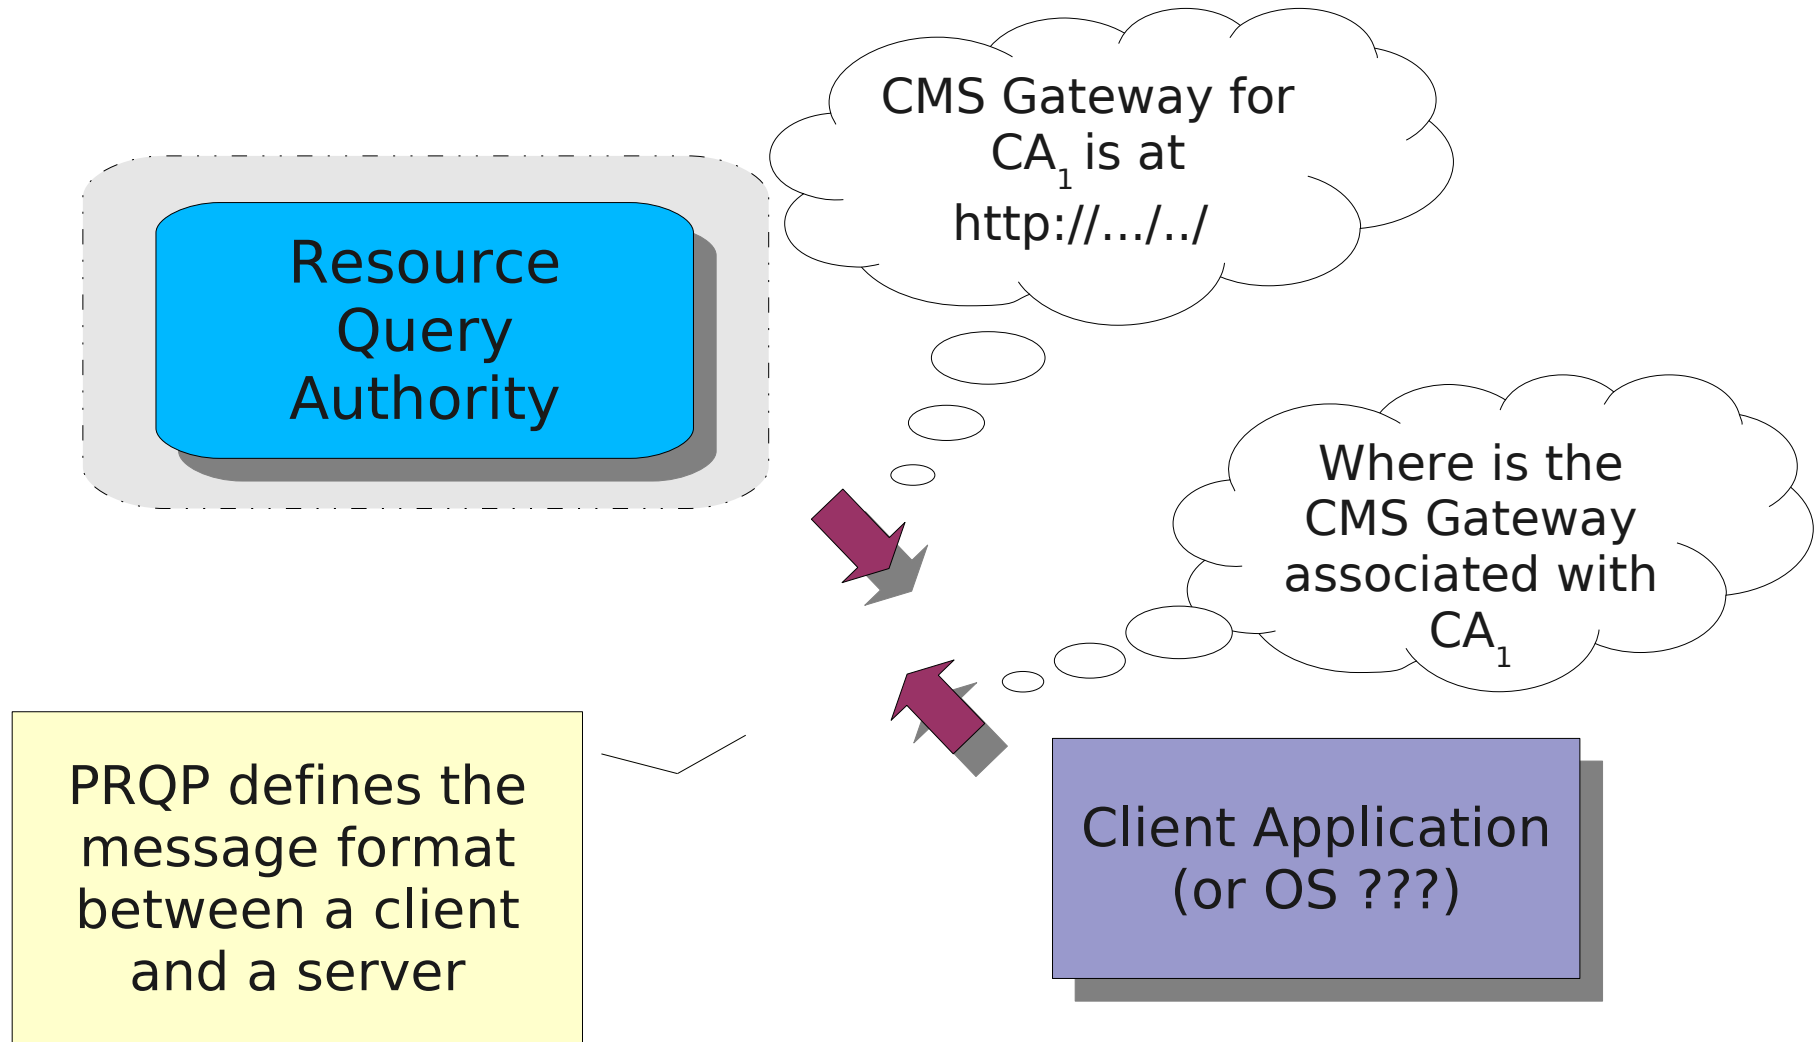 CMS Gateway for
CA₁ is at
http://.../../
Resource
Query
Authority
Where is the
CMS Gateway
associated with
CA₁
PRQP defines the
message format
between a client
and a server
Client Application
(or OS ???)